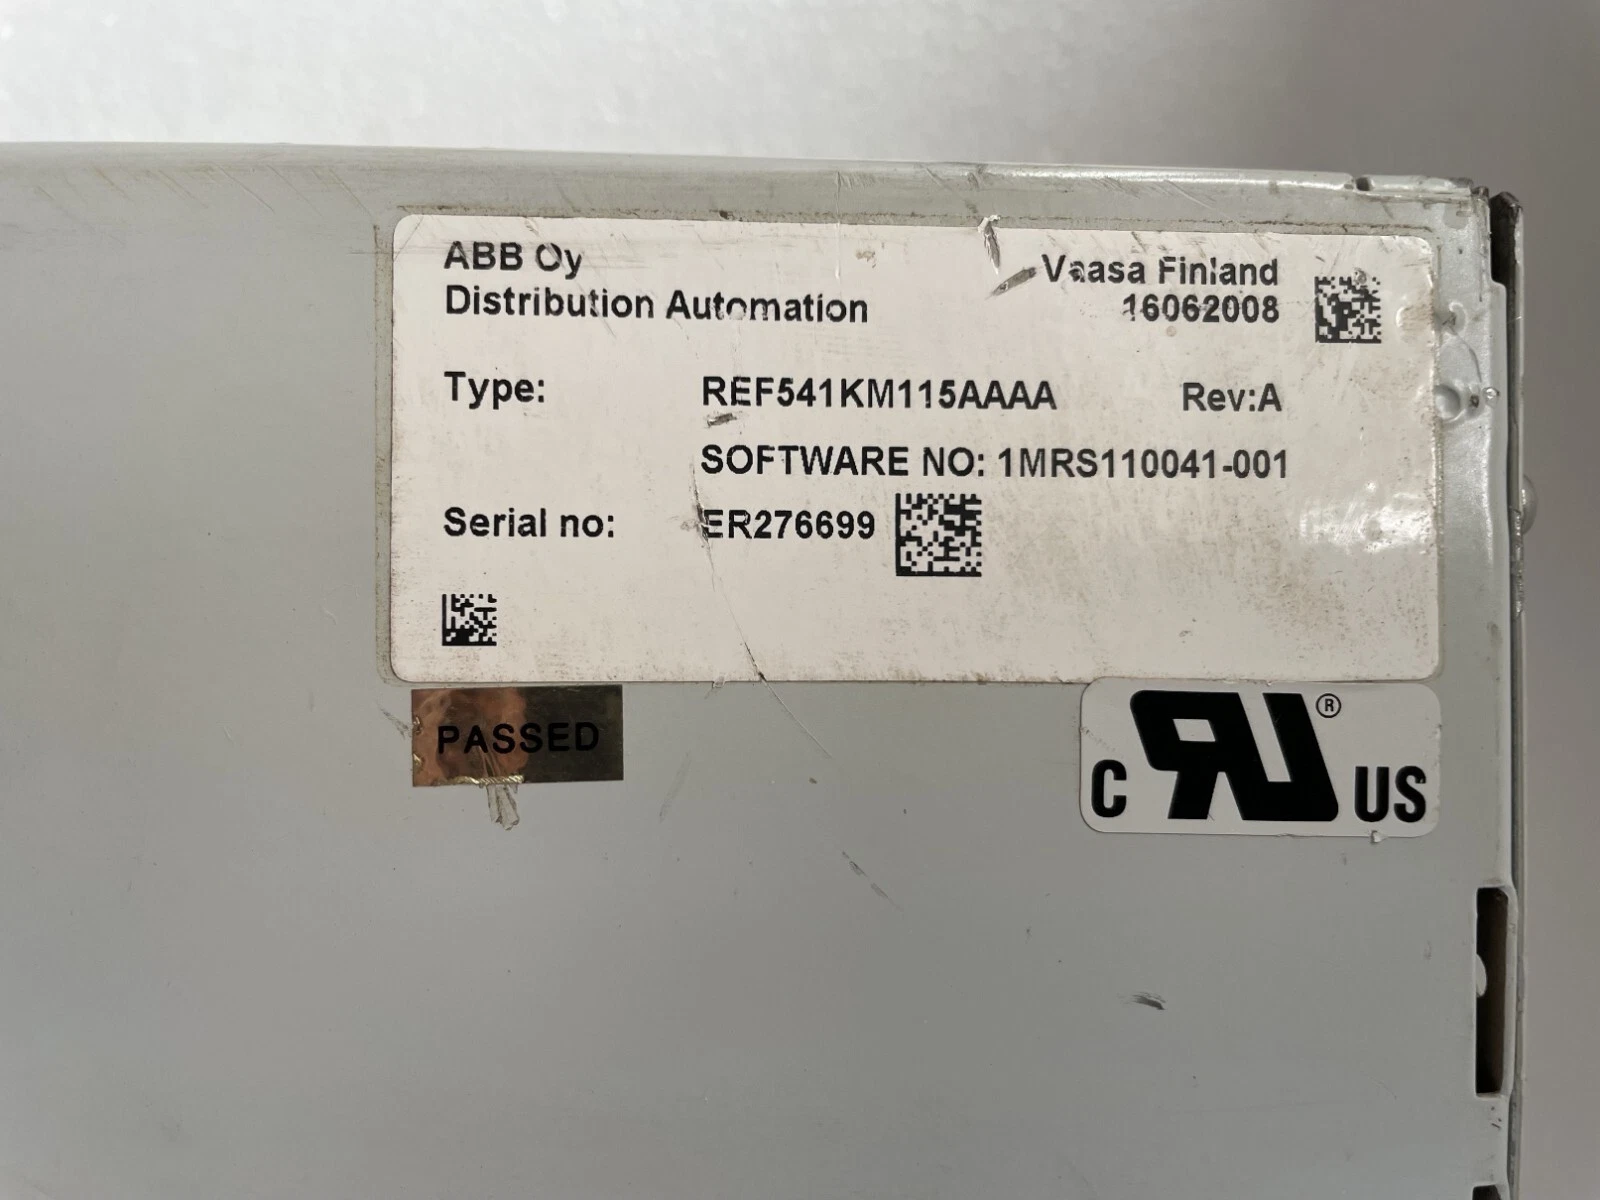 ABB Oy
Distribution Automation
Vaasa Finland
16062008
Type: REF541KM115AAAA Rev:A
SOFTWARE NO: 1MRS110041-001
Serial no: ER276699
PASSED
C RU ® US